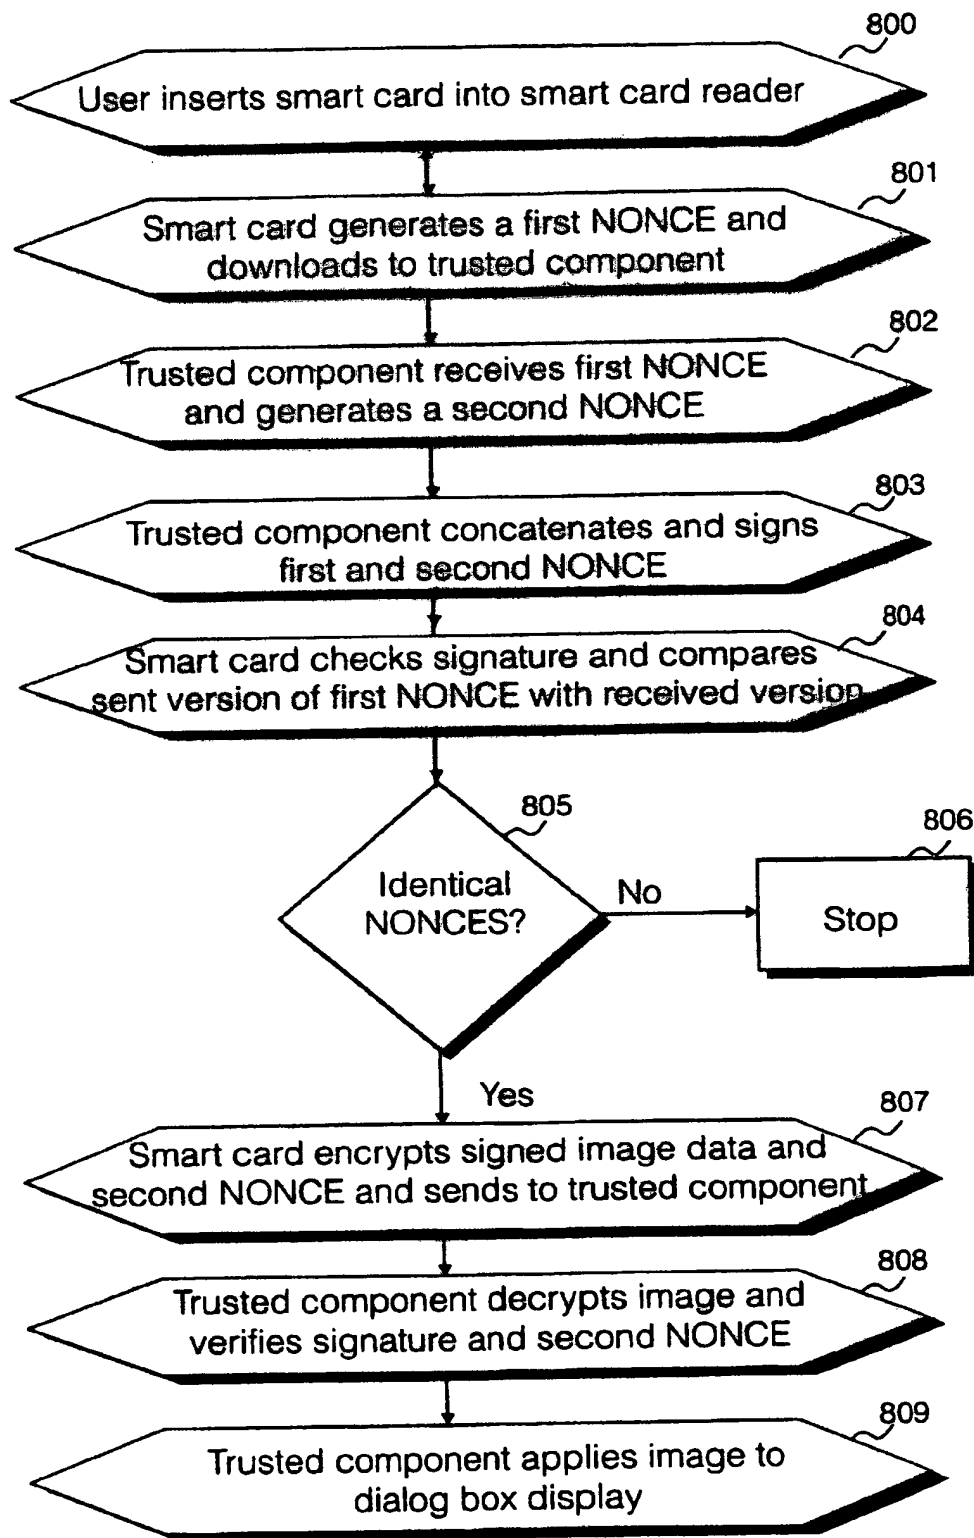 800
User inserts smart card into smart card reader
801
Smart card generates a first NONCE and
downloads to trusted component
802
Trusted component receives first NONCE
and generates a second NONCE
803
Trusted component concatenates and signs
first and second NONCE
804
Smart card checks signature and compares
sent version of first NONCE with received version
805
Identical
NONCES?
No
806
Stop
Yes
807
Smart card encrypts signed image data and
second NONCE and sends to trusted component
808
Trusted component decrypts image and
verifies signature and second NONCE
809
Trusted component applies image to
dialog box display